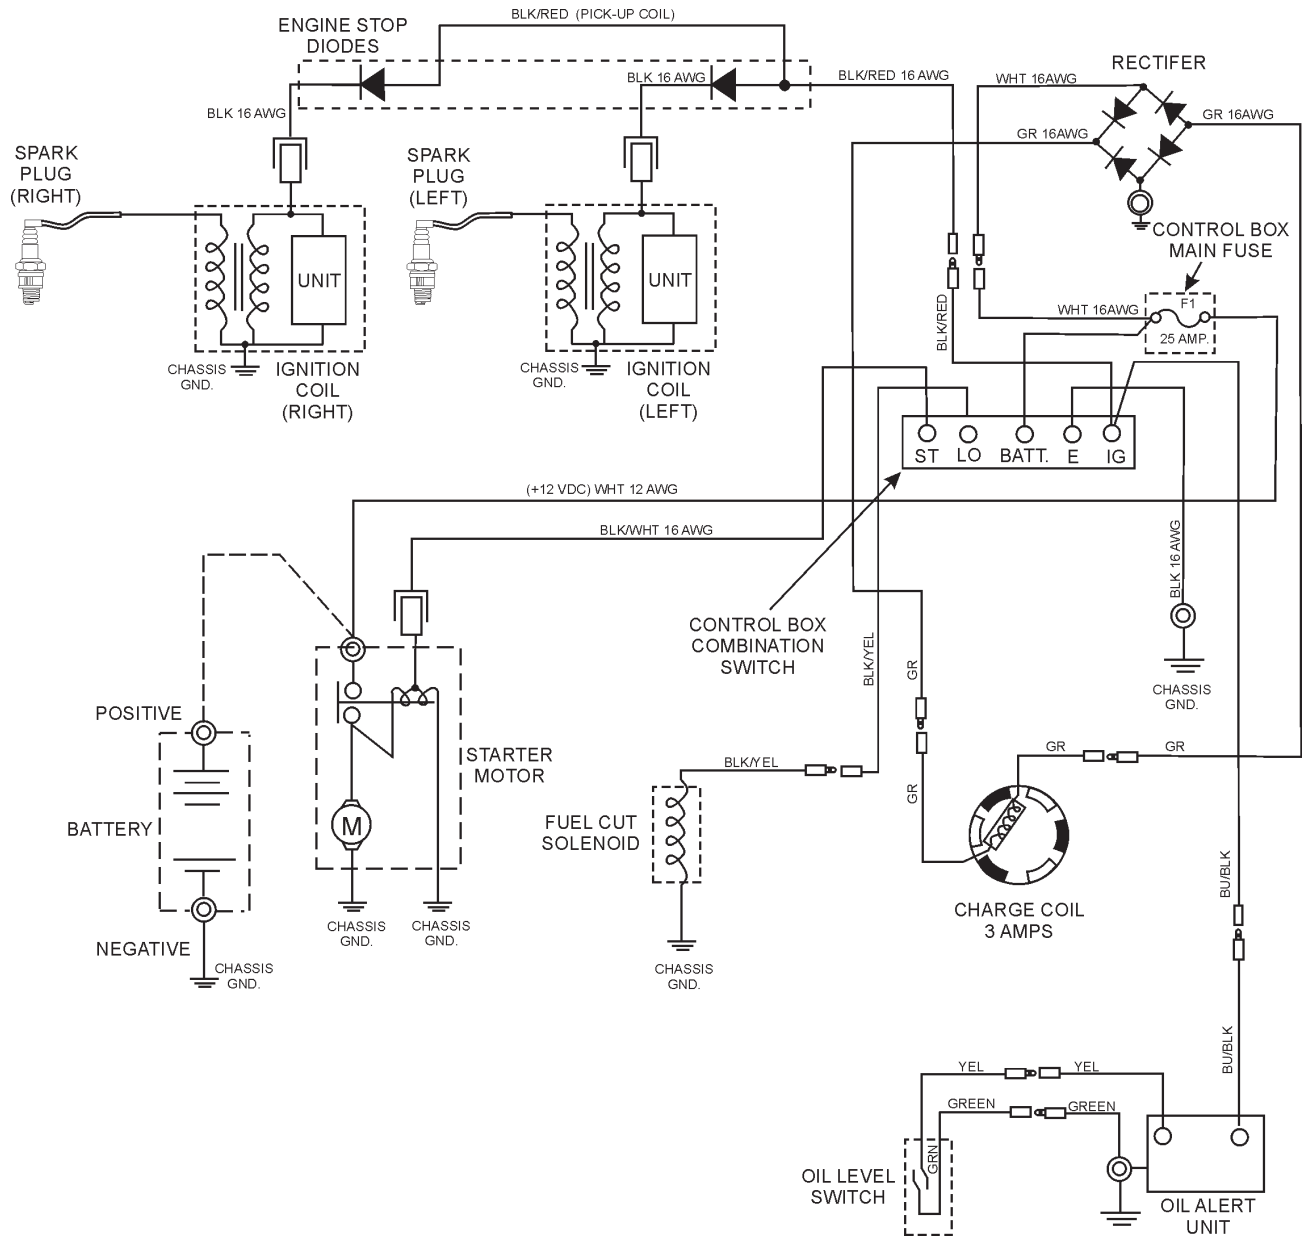 BLK/RED (PICK-UP COIL)
ENGINE STOP
DIODES
BLK 16 AWG
BLK/RED 16 AWG
WHT 16AWG
RECTIFER
BLK 16 AWG
GR 16AWG
GR 16AWG
SPARK
PLUG
(RIGHT)
SPARK
PLUG
(LEFT)
CONTROL BOX
MAIN FUSE
UNIT
UNIT
F1
WHT 16AWG
25 AMP.
BLK/RED
CHASSIS
GND.
IGNITION
COIL
(RIGHT)
CHASSIS
GND.
IGNITION
COIL
(LEFT)
ST
LO
BATT.
E
IG
(+12 VDC) WHT 12 AWG
BLK/WHT 16 AWG
BLK 16 AWG
CONTROL BOX
COMBINATION
SWITCH
BLK/YEL
GR
CHASSIS
GND.
POSITIVE
STARTER
MOTOR
BLK/YEL
GR
GR
GR
BATTERY
M
FUEL CUT
SOLENOID
BU/BLK
CHARGE COIL
3 AMPS
CHASSIS
GND.
CHASSIS
GND.
NEGATIVE
CHASSIS
GND.
CHASSIS
GND.
BU/BLK
YEL
YEL
GREEN
GREEN
GRN
OIL LEVEL
SWITCH
OIL ALERT
UNIT